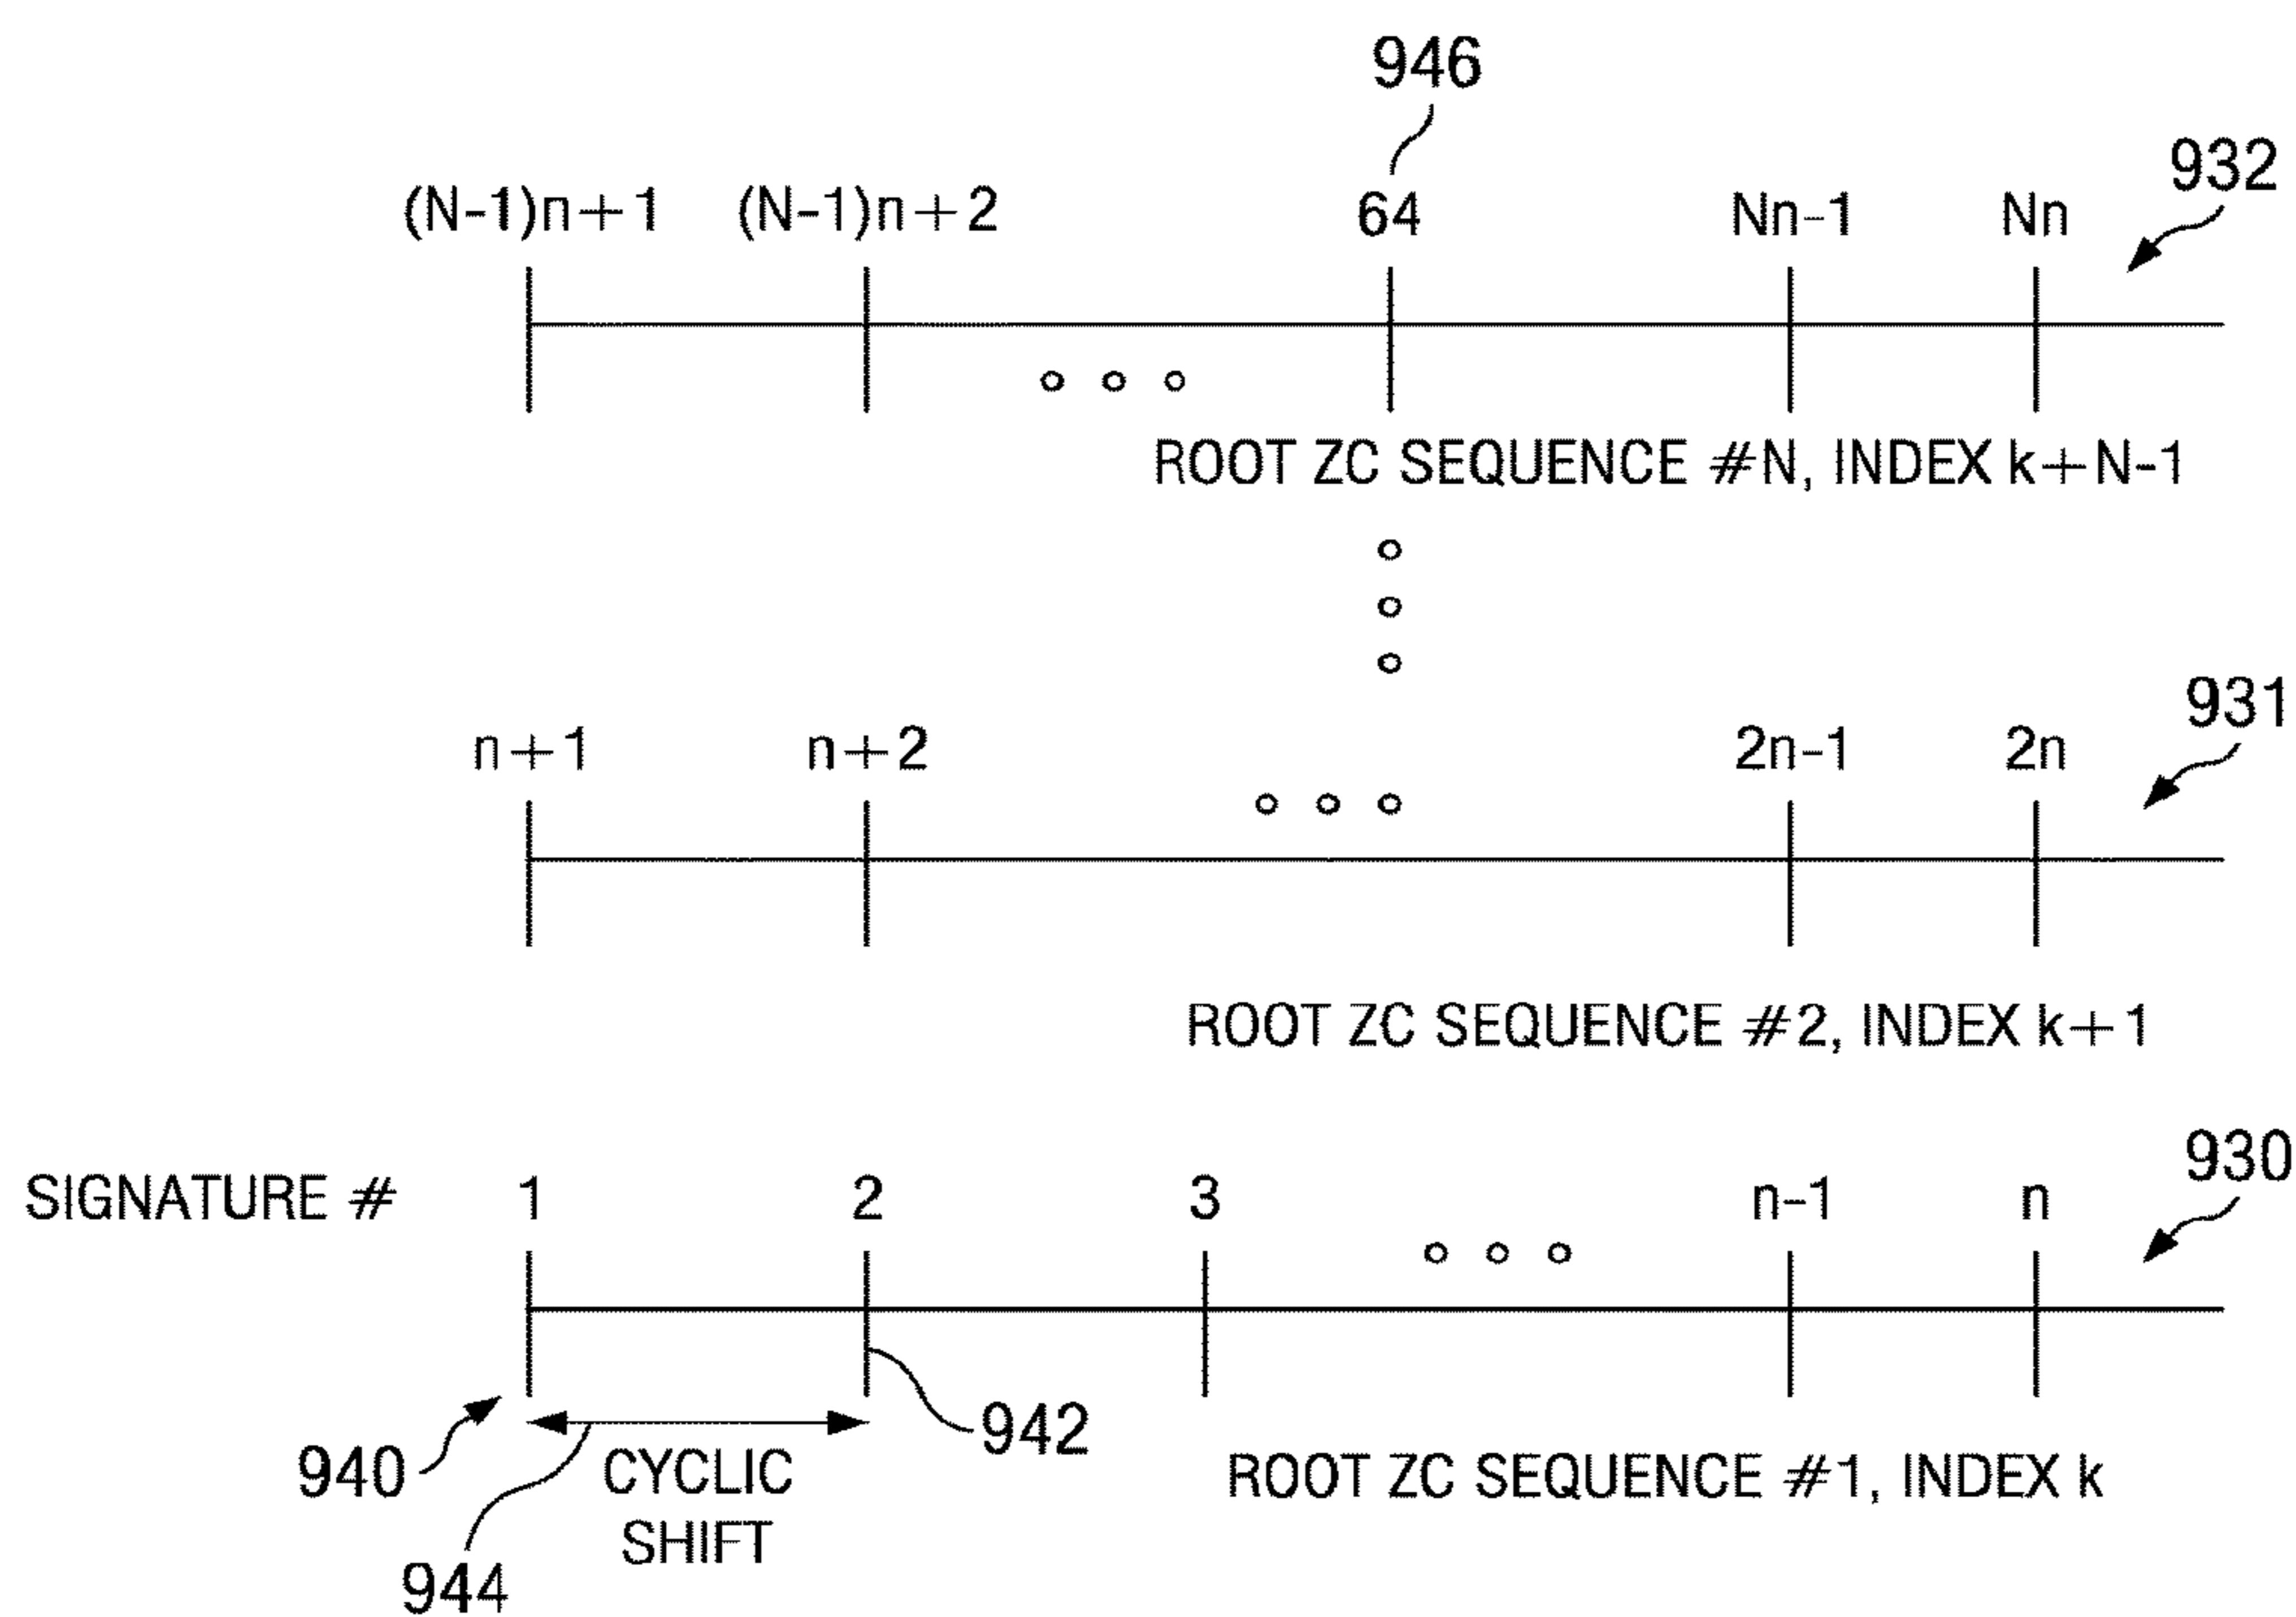 946
932
(N-1)n+1 (N-1)n+2 64 Nn-1 Nn
ROOT ZC SEQUENCE #N, INDEX k+N-1
931
n+1 n+2 2n-1 2n
ROOT ZC SEQUENCE #2, INDEX k+1
930
SIGNATURE # 1 2 3 n-1 n
940 942
CYCLIC
SHIFT
ROOT ZC SEQUENCE #1, INDEX k
944